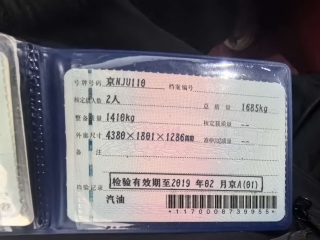 号牌号码 京NJU110 档案编号
核定载人数 2人 总质量 1685kg
整备质量 1410kg 核定载质量 --
外廓尺寸 4380×1801×1286mm 准牵引总质量 --
备注
检验记录 检验有效期至2019 年02 月京A(01)
汽油